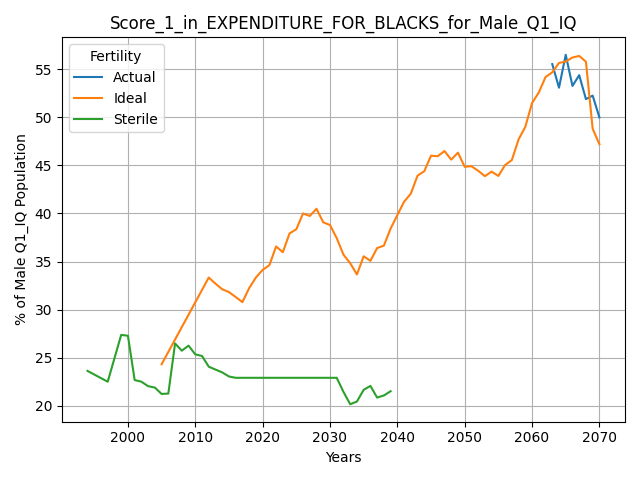 Score_1_in_EXPENDITURE_FOR_BLACKS_for_Male_Q1_IQ
Fertility
Actual
Ideal
Sterile
% of Male Q1_IQ Population
55
50
45
40
35
30
25
20
2000 2010 2020 2030 2040 2050 2060 2070
Years